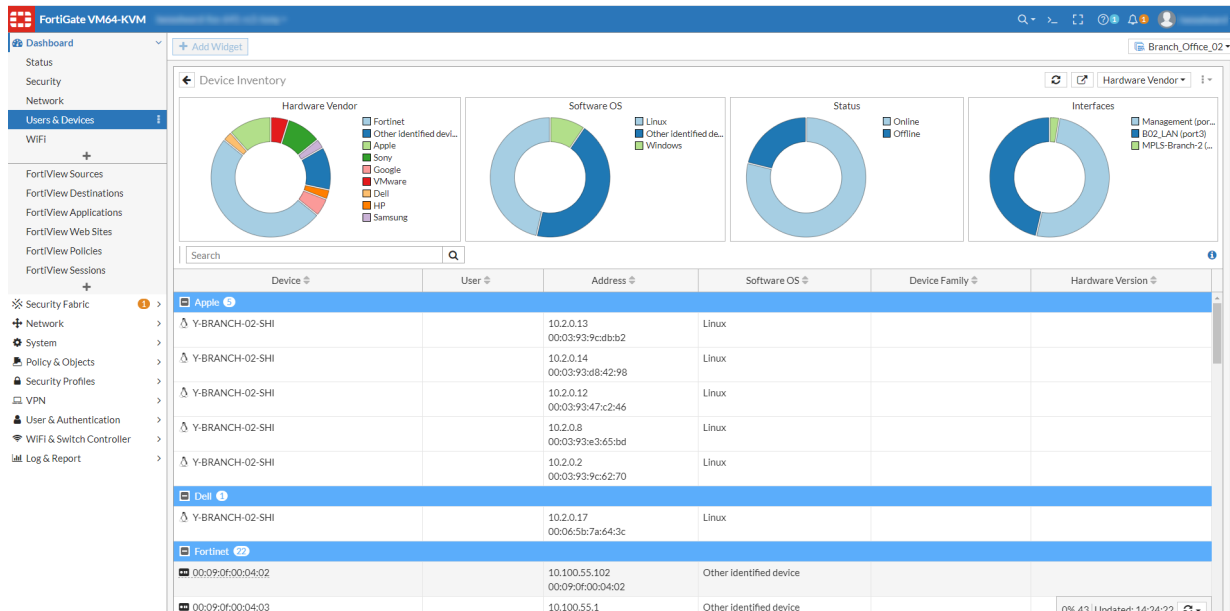 FortiGate VM64-KVM
Dashboard
Add Widget
Branch_Office_02
Status
Security
Network
Users & Devices
WiFi
FortiView Sources
FortiView Destinations
FortiView Applications
FortiView Web Sites
FortiView Policies
FortiView Sessions
Security Fabric 1
Network
System
Policy & Objects
Security Profiles
VPN
User & Authentication
WiFi & Switch Controller
Log & Report
Device Inventory
Hardware Vendor
Hardware Vendor
Fortinet
Other identified devi...
Apple
Sony
Google
VMware
Dell
HP
Samsung
Software OS
Linux
Other identified de...
Windows
Status
Online
Offline
Interfaces
Management (por...
B02_LAN (port3)
MPLS-Branch-2 (...
Search
Device User Address Software OS Device Family Hardware Version
Apple 5
Y-BRANCH-02-SHI 10.2.0.13 Linux
00:03:93:9c:db:b2
Y-BRANCH-02-SHI 10.2.0.14 Linux
00:03:93:d8:42:98
Y-BRANCH-02-SHI 10.2.0.12 Linux
00:03:93:47:c2:46
Y-BRANCH-02-SHI 10.2.0.8 Linux
00:03:93:e3:65:bd
Y-BRANCH-02-SHI 10.2.0.2 Linux
00:03:93:9c:62:70
Dell 1
Y-BRANCH-02-SHI 10.2.0.17 Linux
00:06:5b:7a:64:3c
Fortinet 22
00:09:0f:00:04:02 10.100.55.102 Other identified device
00:09:0f:00:04:02
00:09:0f:00:04:03 10.100.55.1 Other identified device
0% 43 Updated: 14:24:22